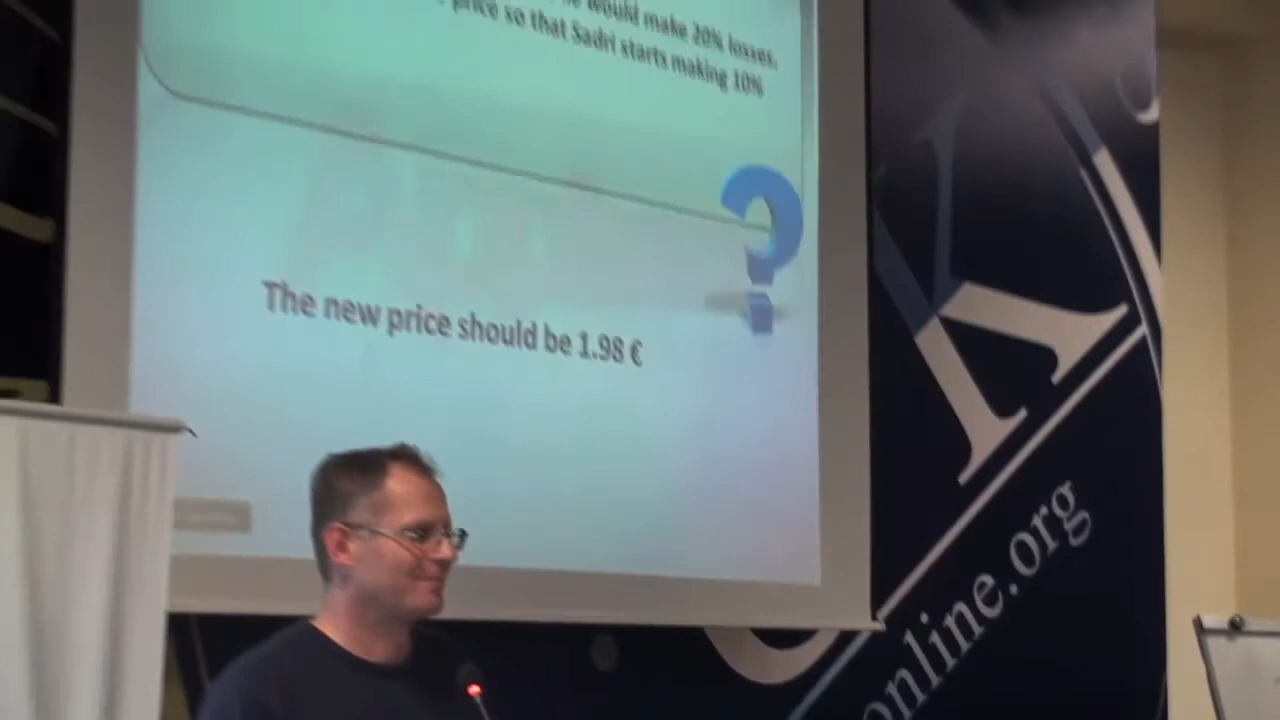 would make 20% losses.
price so that Sadri starts making 10%
?
The new price should be 1.98 €
A
online.org